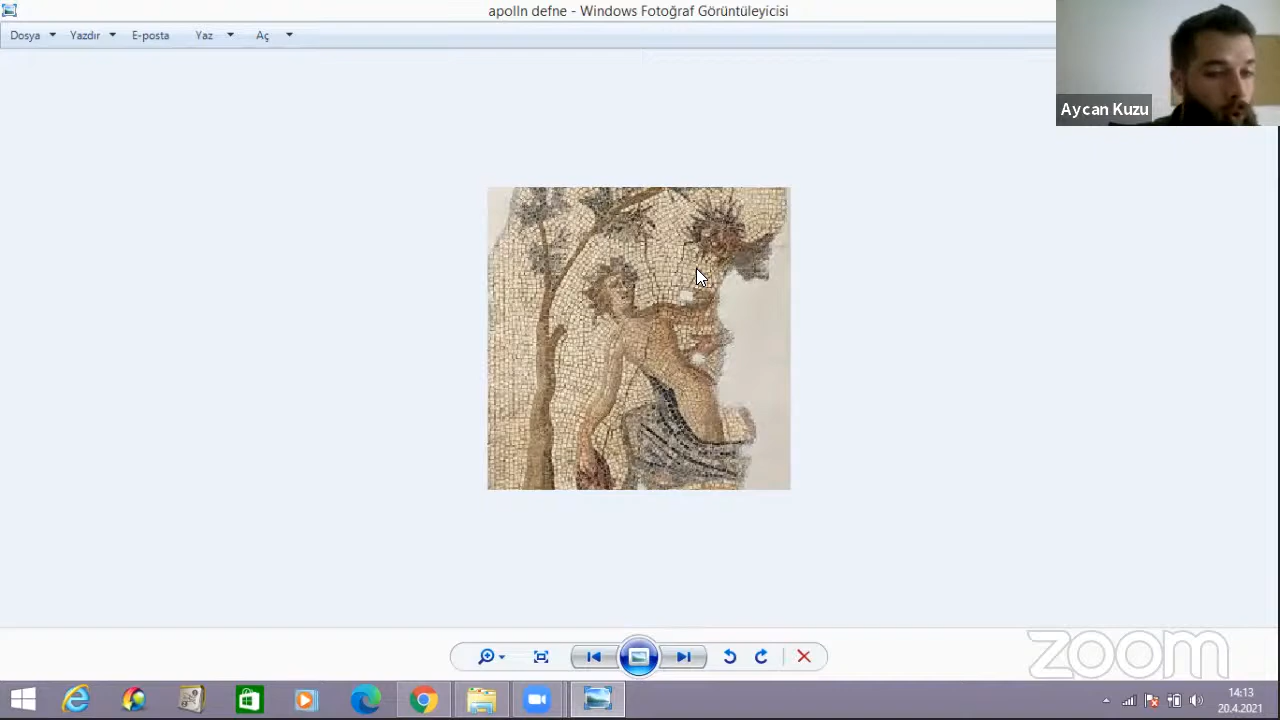 apolln defne - Windows Fotoğraf Görüntüleyicisi
Dosya Yazdır E-posta Yaz Aç
Aycan Kuzu
zoom
14:13
20.4.2021